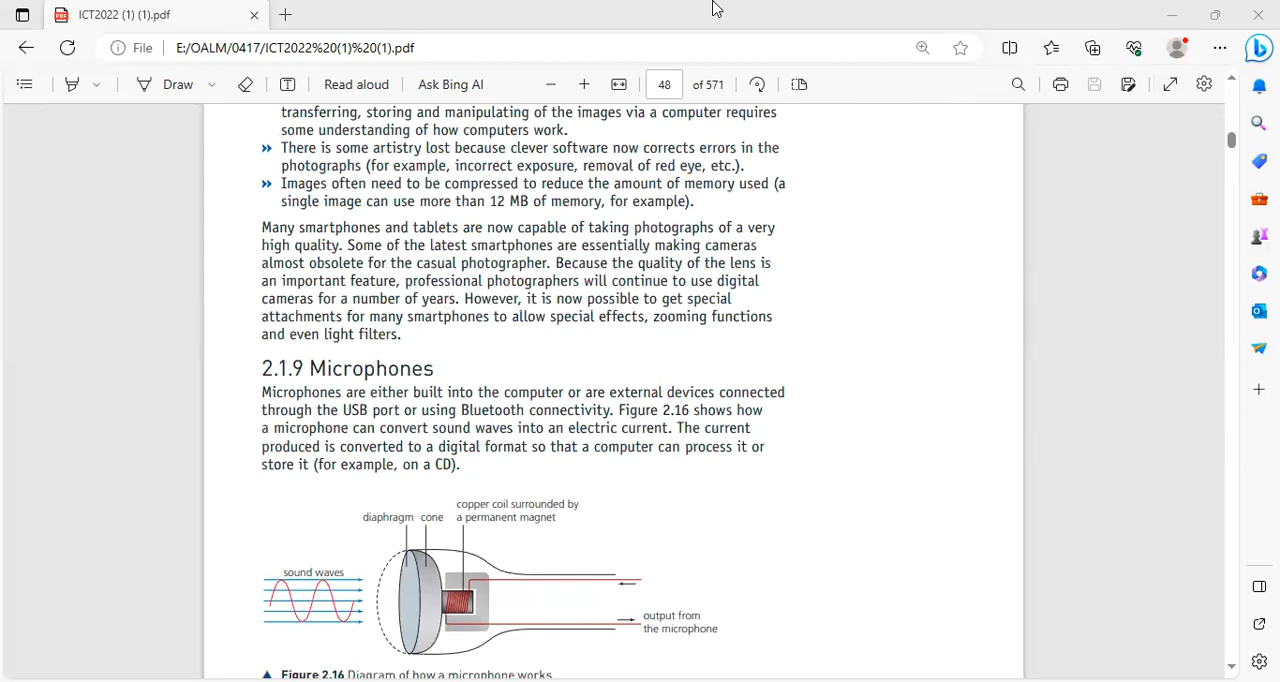 ICT2022 (1) (1).pdf
File
E:/OALM/0417/ICT2022%20(1)%20(1).pdf
Draw
Read aloud
Ask Bing AI
48
of 571
transferring, storing and manipulating of the images via a computer requires
some understanding of how computers work.
» There is some artistry lost because clever software now corrects errors in the
photographs (for example, incorrect exposure, removal of red eye, etc.).
» Images often need to be compressed to reduce the amount of memory used (a
single image can use more than 12 MB of memory, for example).
Many smartphones and tablets are now capable of taking photographs of a very
high quality. Some of the latest smartphones are essentially making cameras
almost obsolete for the casual photographer. Because the quality of the lens is
an important feature, professional photographers will continue to use digital
cameras for a number of years. However, it is now possible to get special
attachments for many smartphones to allow special effects, zooming functions
and even light filters.
2.1.9 Microphones
Microphones are either built into the computer or are external devices connected
through the USB port or using Bluetooth connectivity. Figure 2.16 shows how
a microphone can convert sound waves into an electric current. The current
produced is converted to a digital format so that a computer can process it or
store it (for example, on a CD).
copper coil surrounded by
diaphragm cone a permanent magnet
sound waves
output from
the microphone
▲ Figure 2.16 Diagram of how a microphone works